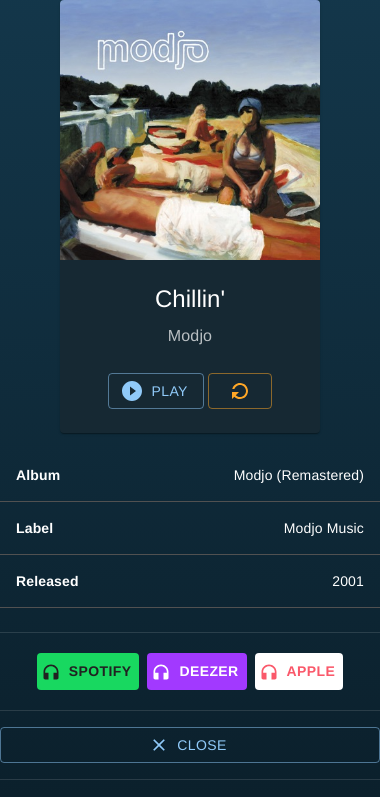 modjo
Chillin'
Modjo
PLAY
Album Modjo (Remastered)
Label Modjo Music
Released 2001
SPOTIFY DEEZER APPLE
CLOSE